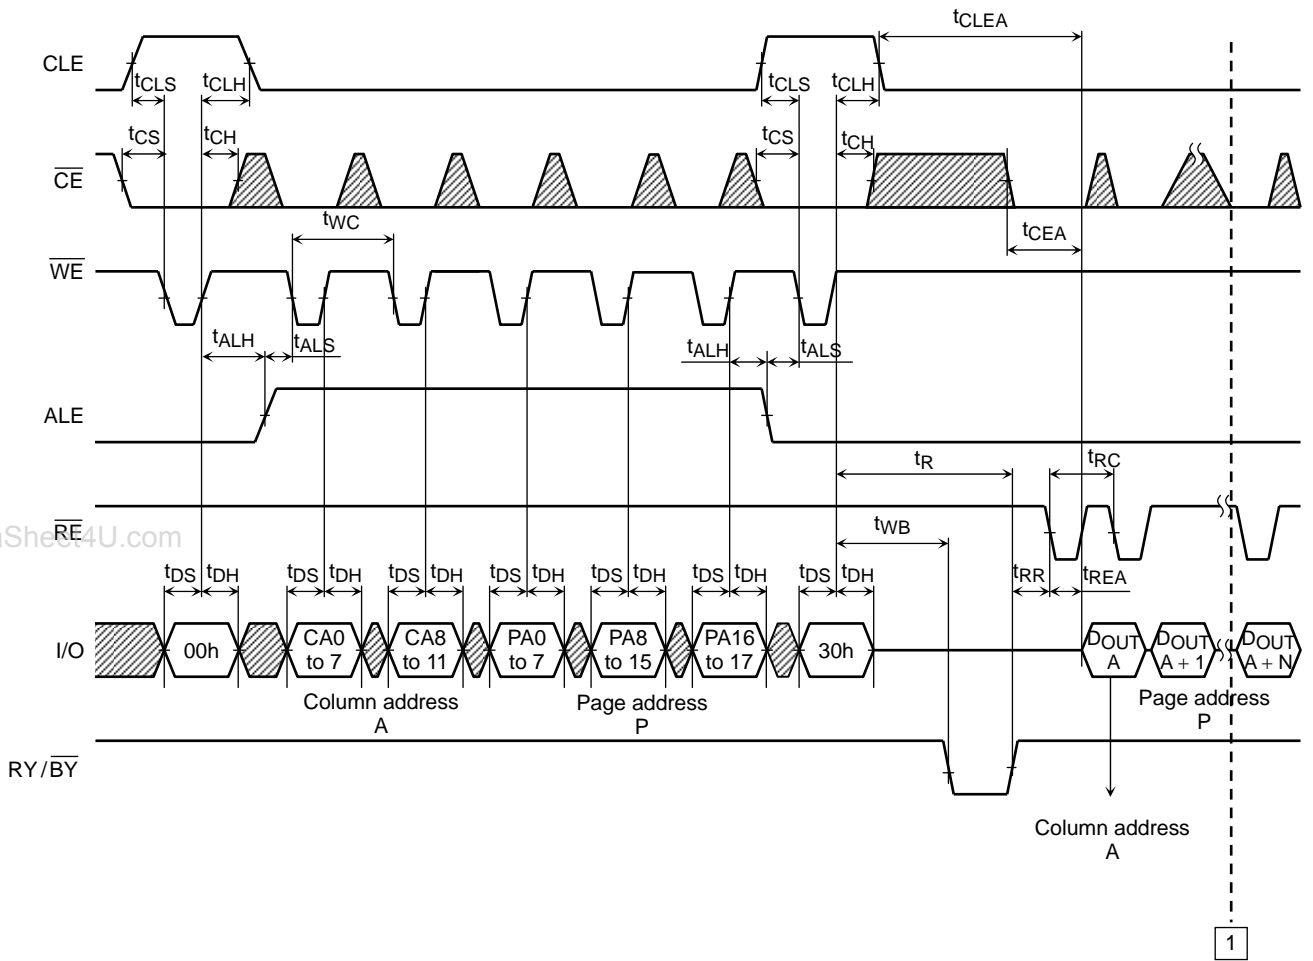 tCLEA
CLE
tCLS tCLH tCLS tCLH
tCS tCH tCS tCH
CE
tWC tCEA
WE
tALH tALS tALH tALS
ALE
tR tRC
RE
nSheet4U.com
tWB
tDS tDH tDS tDH tDS tDH tDS tDH tDS tDH tDS tDH tDS tDH tRR tREA
I/O
00h
CA0
to 7
CA8
to 11
PA0
to 7
PA8
to 15
PA16
to 17
30h
DOUT
A
DOUT
A + 1
DOUT
A + N
Column address
A
Page address
P
Page address
P
RY/BY
Column address
A
1